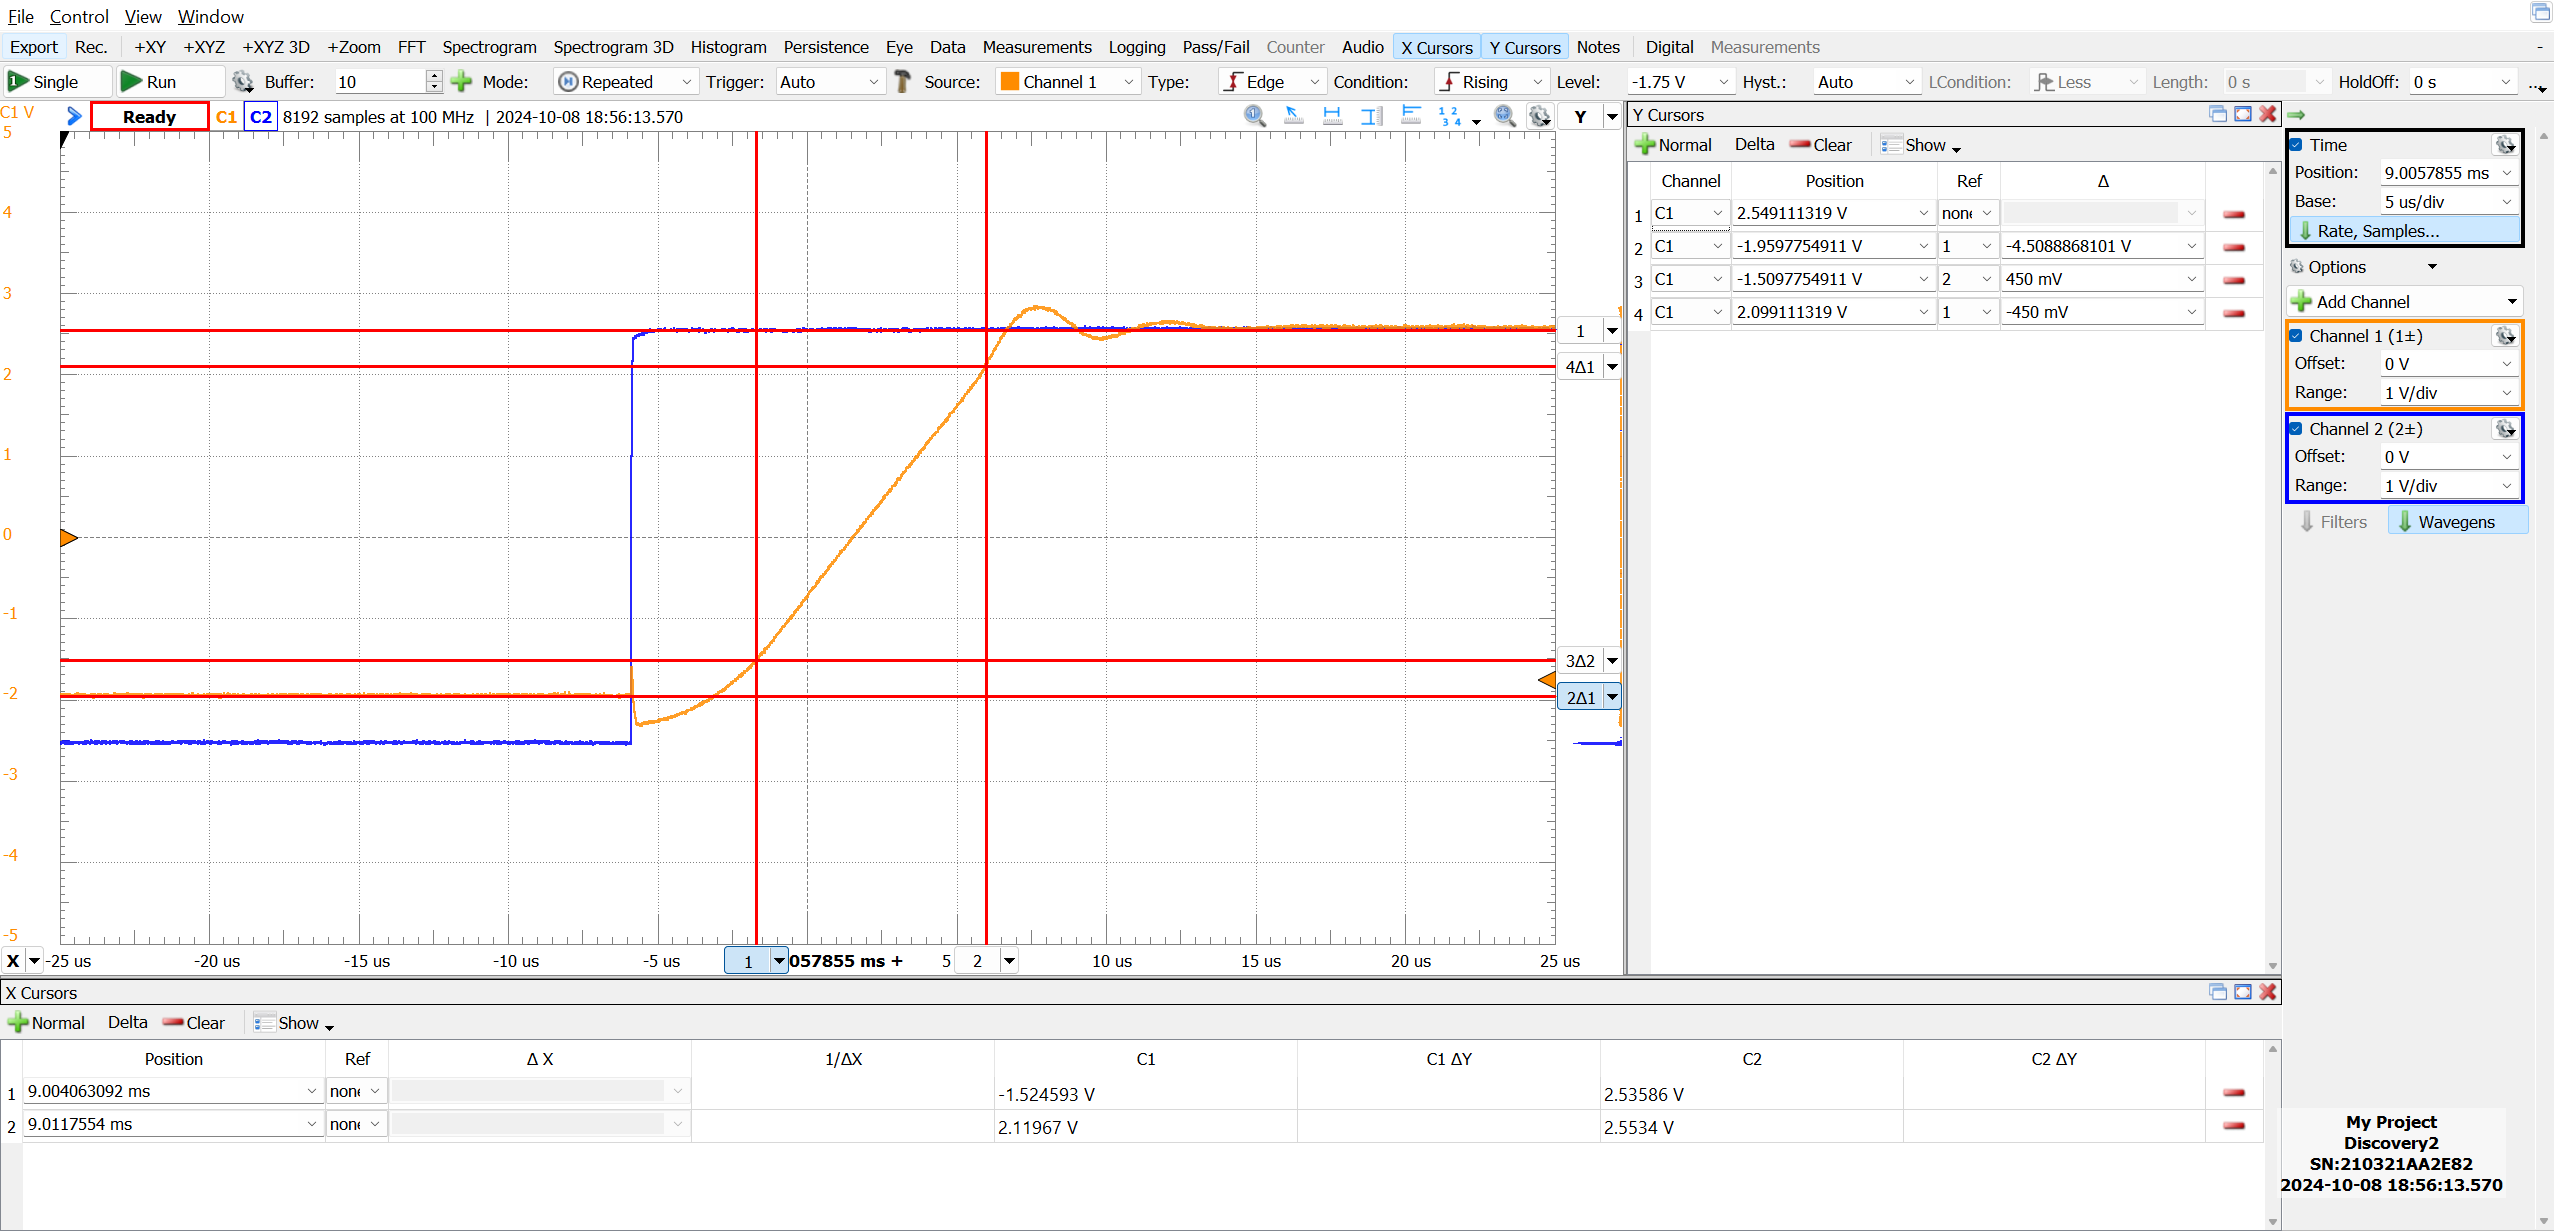 File Control View Window
Export Rec. +XY +XYZ +XYZ 3D +Zoom FFT Spectrogram Spectrogram 3D Histogram Persistence Eye Data Measurements Logging Pass/Fail Counter Audio X Cursors Y Cursors Notes Digital Measurements -
Single Run Buffer: 10 Mode: Repeated Trigger: Auto Source: Channel 1 Type: Edge Condition: Rising Level: -1.75 V Hyst.: Auto LCondition: Less Length: 0 s HoldOff: 0 s ...
C1 V Ready C1 C2 8192 samples at 100 MHz | 2024-10-08 18:56:13.570 Y
5
4
3
2
1
0
-1
-2
-3
-4
-5
1
4Δ1
3Δ2
2Δ1
X -25 us -20 us -15 us -10 us -5 us 1 057855 ms + 5 2 10 us 15 us 20 us 25 us
Y Cursors
Normal Delta Clear Show
Channel Position Ref Δ
1 C1 2.549111319 V none
2 C1 -1.9597754911 V 1 -4.5088868101 V
3 C1 -1.5097754911 V 2 450 mV
4 C1 2.099111319 V 1 -450 mV
Time
Position: 9.0057855 ms
Base: 5 us/div
Rate, Samples...
Options
Add Channel
Channel 1 (1±)
Offset: 0 V
Range: 1 V/div
Channel 2 (2±)
Offset: 0 V
Range: 1 V/div
Filters Wavegens
X Cursors
Normal Delta Clear Show
Position Ref Δ X 1/ΔX C1 C1 ΔY C2 C2 ΔY
1 9.004063092 ms none -1.524593 V 2.53586 V
2 9.0117554 ms none 2.11967 V 2.5534 V
My Project
Discovery2
SN:210321AA2E82
2024-10-08 18:56:13.570